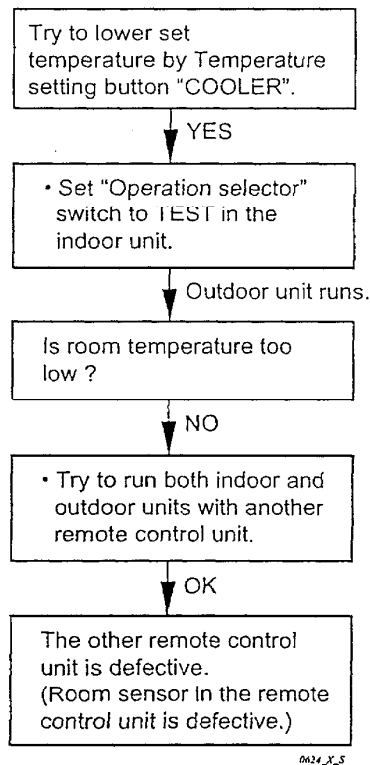 Try to lower set
temperature by Temperature
setting button "COOLER".
YES
• Set "Operation selector"
switch to TEST in the
indoor unit.
Outdoor unit runs.
Is room temperature too
low ?
NO
• Try to run both indoor and
outdoor units with another
remote control unit.
OK
The other remote control
unit is defective.
(Room sensor in the remote
control unit is defective.)
0624_X_S